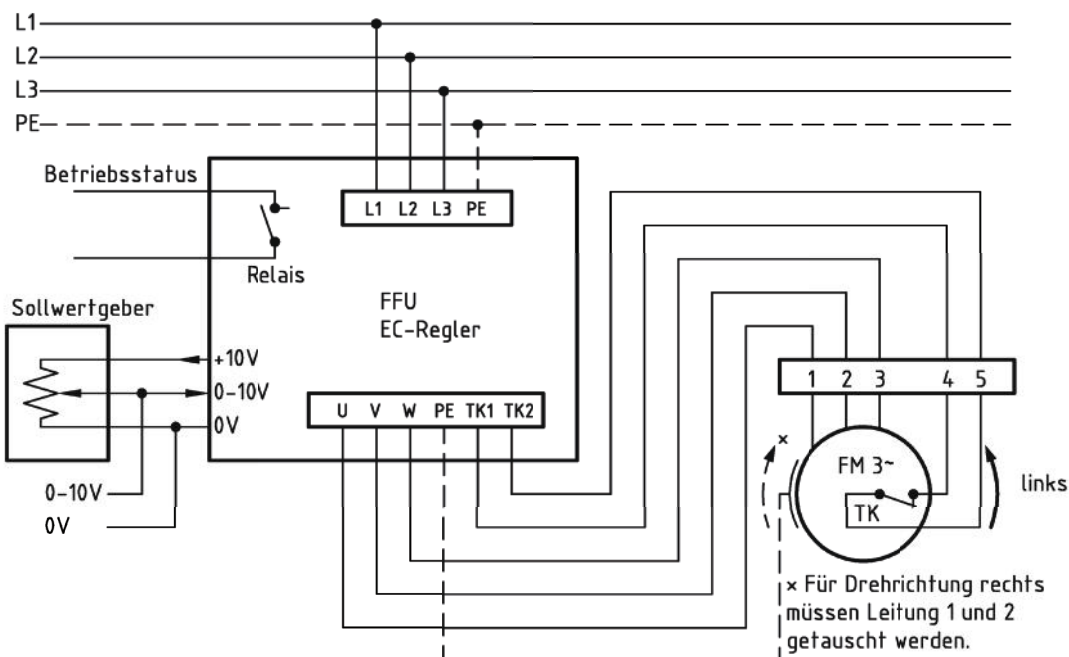 L1
L2
L3
PE
Betriebsstatus
Relais
L1 L2 L3 PE
FFU
EC-Regler
Sollwertgeber
+10V
0-10V
0V
0-10V
0V
U V W PE TK1 TK2
1 2 3 4 5
×
FM 3~
TK
links
× Für Drehrichtung rechts
müssen Leitung 1 und 2
getauscht werden.